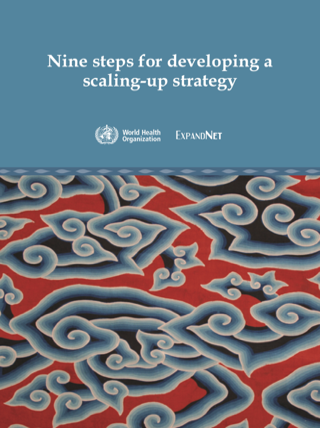 Nine steps for developing a
scaling-up strategy
World Health
Organization
EXPANDNET